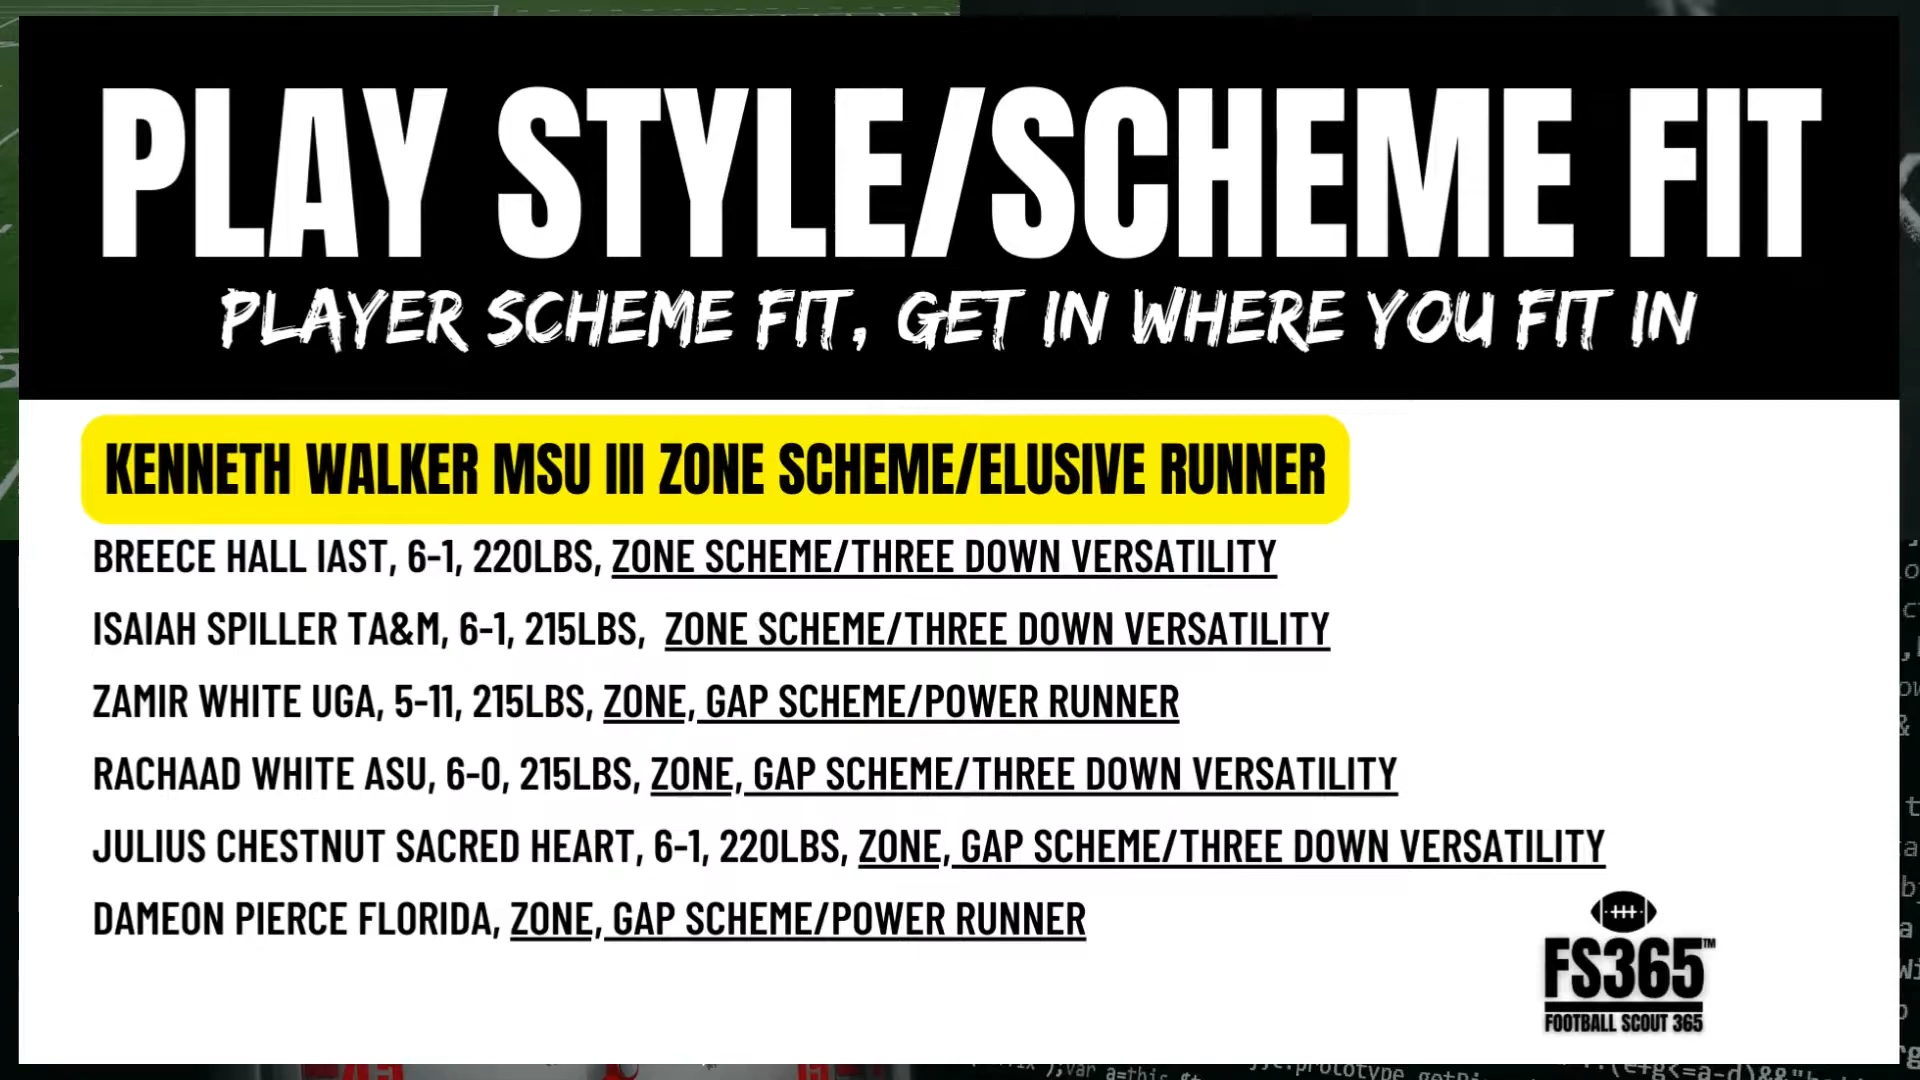 PLAY STYLE/SCHEME FIT
PLAYER SCHEME FIT, GET IN WHERE YOU FIT IN
KENNETH WALKER MSU III ZONE SCHEME/ELUSIVE RUNNER
BREECE HALL IAST, 6-1, 220LBS, ZONE SCHEME/THREE DOWN VERSATILITY
ISAIAH SPILLER TA&M, 6-1, 215LBS, ZONE SCHEME/THREE DOWN VERSATILITY
ZAMIR WHITE UGA, 5-11, 215LBS, ZONE, GAP SCHEME/POWER RUNNER
RACHAAD WHITE ASU, 6-0, 215LBS, ZONE, GAP SCHEME/THREE DOWN VERSATILITY
JULIUS CHESTNUT SACRED HEART, 6-1, 220LBS, ZONE, GAP SCHEME/THREE DOWN VERSATILITY
DAMEON PIERCE FLORIDA, ZONE, GAP SCHEME/POWER RUNNER
FS365™
FOOTBALL SCOUT 365